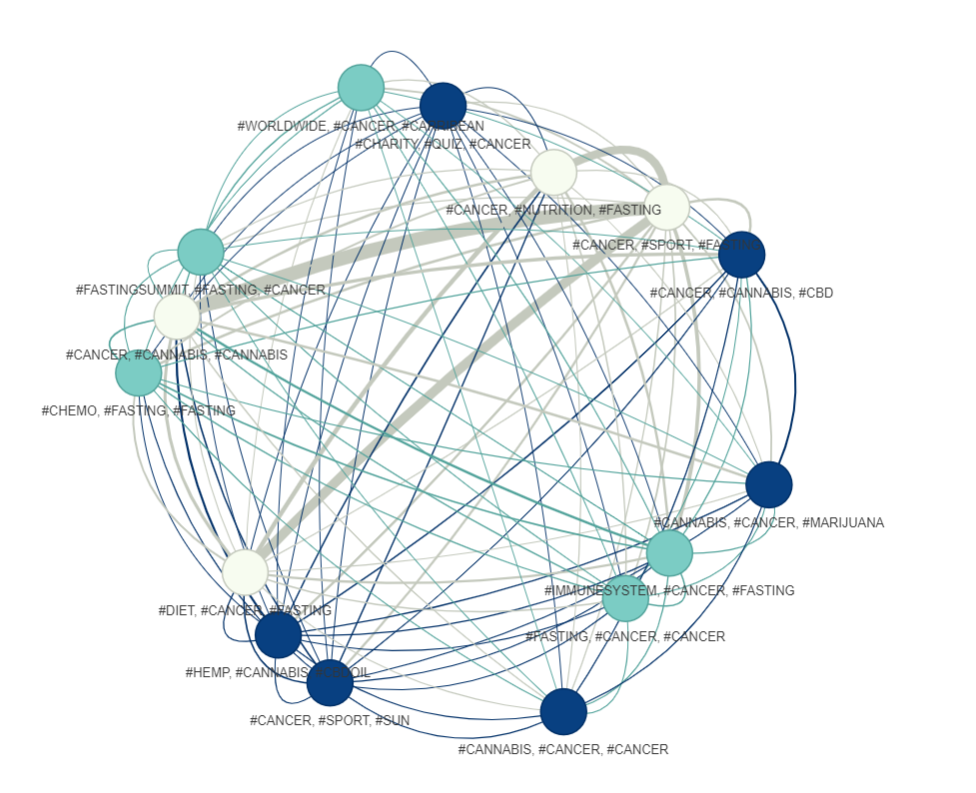 #WORLDWIDE, #CANCER, #CARIBBEAN
#CHARITY, #QUIZ, #CANCER
#CANCER, #NUTRITION, #FASTING
#CANCER, #SPORT, #FASTING
#FASTINGSUMMIT, #FASTING, #CANCER
#CANCER, #CANNABIS, #CBD
#CANCER, #CANNABIS, #CANNABIS
#CHEMO, #FASTING, #FASTING
#CANNABIS, #CANCER, #MARIJUANA
#IMMUNESYSTEM, #CANCER, #FASTING
#DIET, #CANCER, #FASTING
#FASTING, #CANCER, #CANCER
#HEMP, #CANNABIS,
#CANCER, #SPORT, #SUN
#CANNABIS, #CANCER, #CANCER